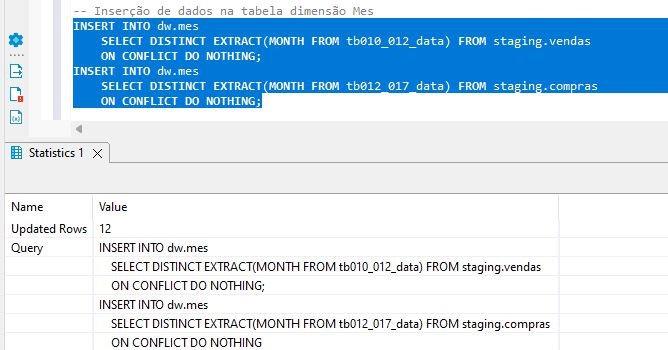 -- Inserção de dados na tabela dimensão Mes
INSERT INTO dw.mes
SELECT DISTINCT EXTRACT(MONTH FROM tb010_012_data) FROM staging.vendas
ON CONFLICT DO NOTHING;
INSERT INTO dw.mes
SELECT DISTINCT EXTRACT(MONTH FROM tb012_017_data) FROM staging.compras
ON CONFLICT DO NOTHING;
Statistics 1
Name Value
Updated Rows 12
Query INSERT INTO dw.mes
SELECT DISTINCT EXTRACT(MONTH FROM tb010_012_data) FROM staging.vendas
ON CONFLICT DO NOTHING;
INSERT INTO dw.mes
SELECT DISTINCT EXTRACT(MONTH FROM tb012_017_data) FROM staging.compras
ON CONFLICT DO NOTHING